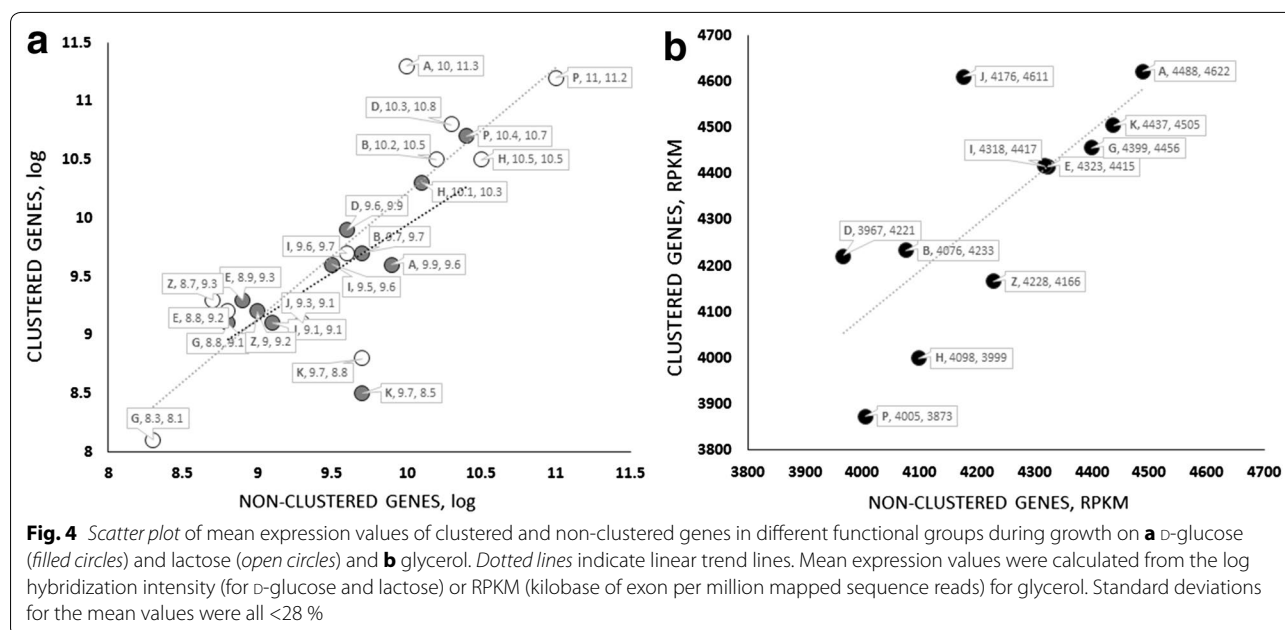 a
11.5
11
10.5
10
9.5
9
8.5
8
CLUSTERED GENES, log
A, 10, 11.3
P, 11, 11.2
D, 10.3, 10.8
P, 10.4, 10.7
B, 10.2, 10.5
H, 10.5, 10.5
H, 10.1, 10.3
D, 9.6, 9.9
I, 9.6, 9.7
B, 9.7, 9.7
A, 9.9, 9.6
I, 9.5, 9.6
Z, 8.7, 9.3
E, 8.9, 9.3
J, 9.3, 9.1
E, 8.8, 9.2
G, 8.8, 9.1
Z, 9, 9.2
9.1, 9.1
K, 9.7, 8.8
K, 9.7, 8.5
G, 8.3, 8.1
8 8.5 9 9.5 10 10.5 11 11.5
NON-CLUSTERED GENES, log
b
4700
4600
4500
4400
4300
4200
4100
4000
3900
3800
CLUSTERED GENES, RPKM
J, 4176, 4611
A, 4488, 4622
K, 4437, 4505
G, 4399, 4456
I, 4318, 4417
E, 4323, 4415
D, 3967, 4221
B, 4076, 4233
Z, 4228, 4166
H, 4098, 3999
P, 4005, 3873
3800 3900 4000 4100 4200 4300 4400 4500 4600 4700
NON-CLUSTERED GENES, RPKM
Fig. 4 Scatter plot of mean expression values of clustered and non-clustered genes in different functional groups during growth on a D-glucose
(filled circles) and lactose (open circles) and b glycerol. Dotted lines indicate linear trend lines. Mean expression values were calculated from the log
hybridization intensity (for D-glucose and lactose) or RPKM (kilobase of exon per million mapped sequence reads) for glycerol. Standard deviations
for the mean values were all <28 %